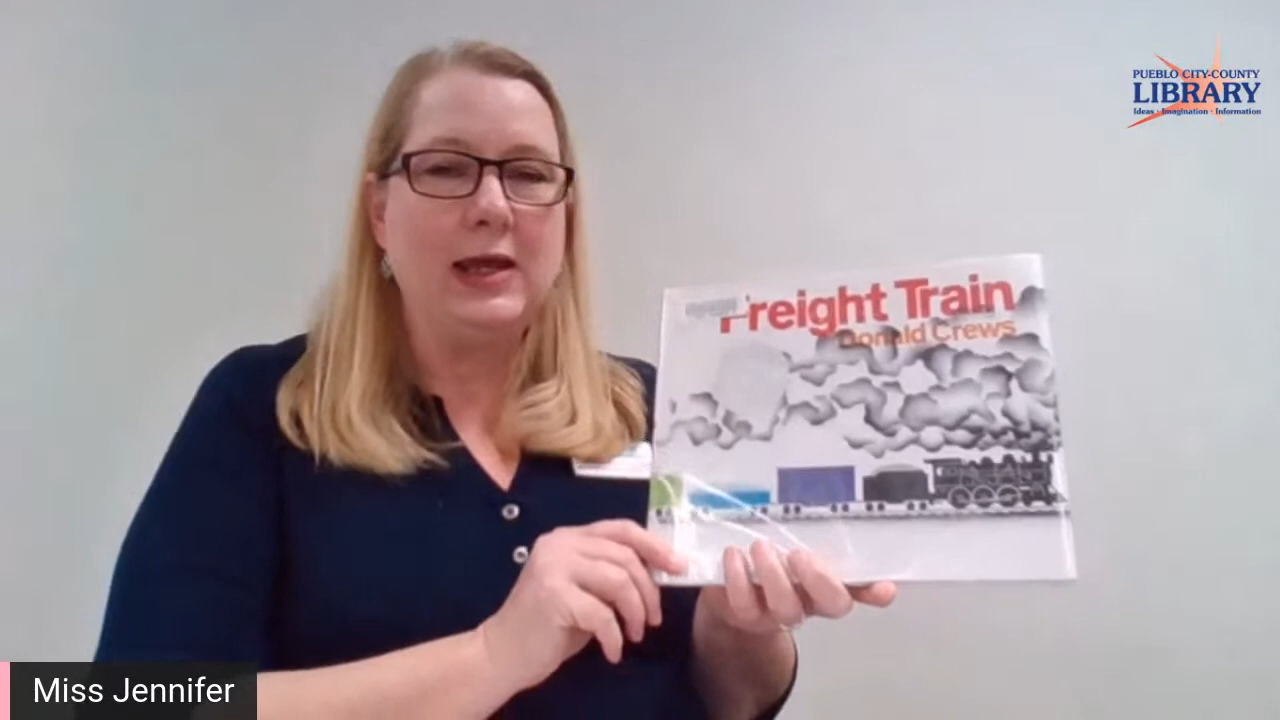 PUEBLO CITY-COUNTY
LIBRARY
Ideas · Imagination · Information
Freight Train
Donald Crews
Miss Jennifer